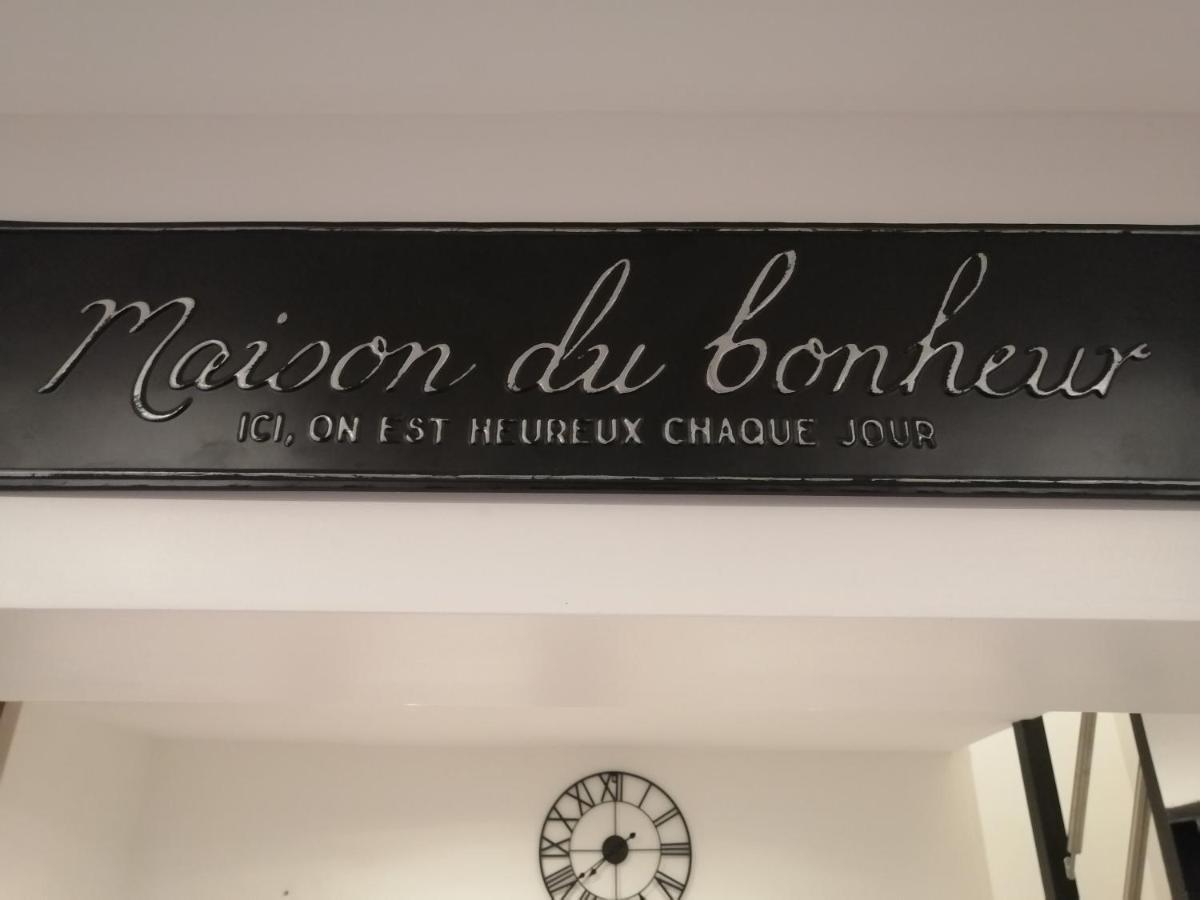 Maison du bonheur
ICI, ON EST HEUREUX CHAQUE JOUR